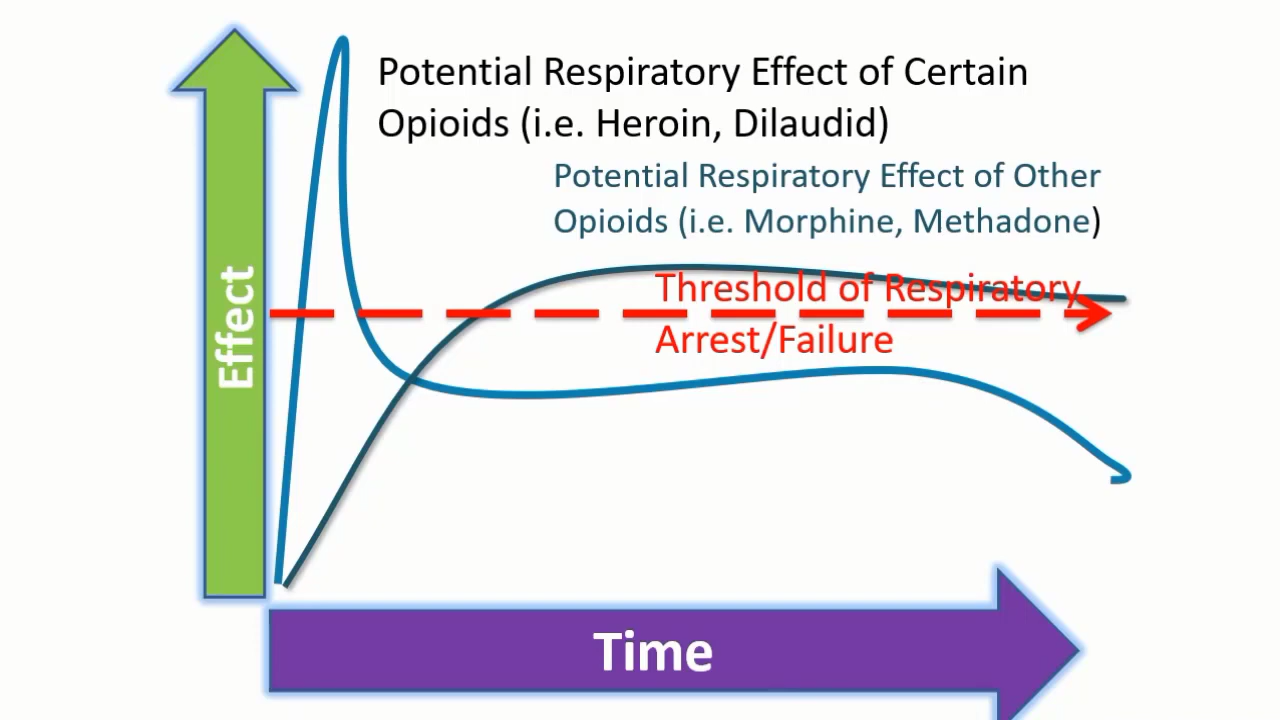 Potential Respiratory Effect of Certain
Opioids (i.e. Heroin, Dilaudid)
Potential Respiratory Effect of Other
Opioids (i.e. Morphine, Methadone)
Threshold of Respiratory
Arrest/Failure
Effect
Time